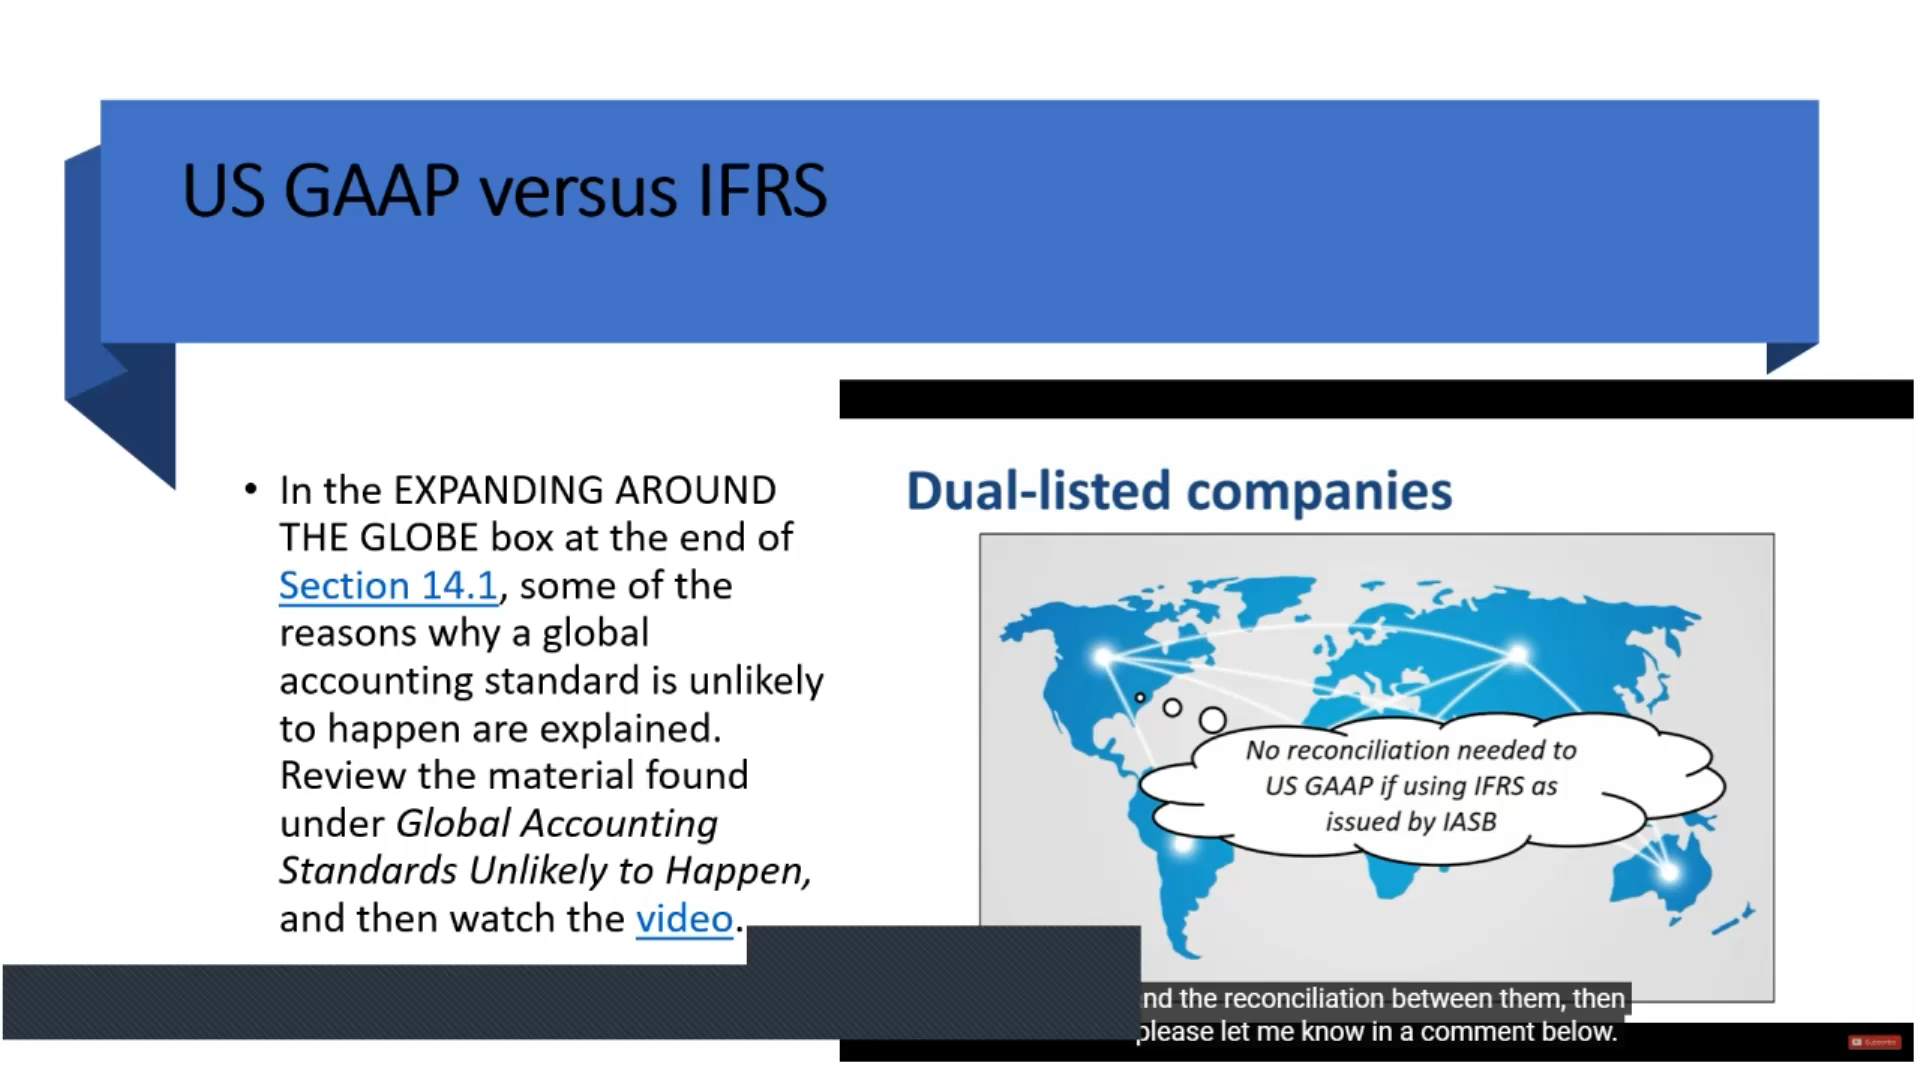 US GAAP versus IFRS
• In the EXPANDING AROUND
THE GLOBE box at the end of
Section 14.1, some of the
reasons why a global
accounting standard is unlikely
to happen are explained.
Review the material found
under Global Accounting
Standards Unlikely to Happen,
and then watch the video.
Dual-listed companies
No reconciliation needed to
US GAAP if using IFRS as
issued by IASB
nd the reconciliation between them, then
please let me know in a comment below.
Subscribe